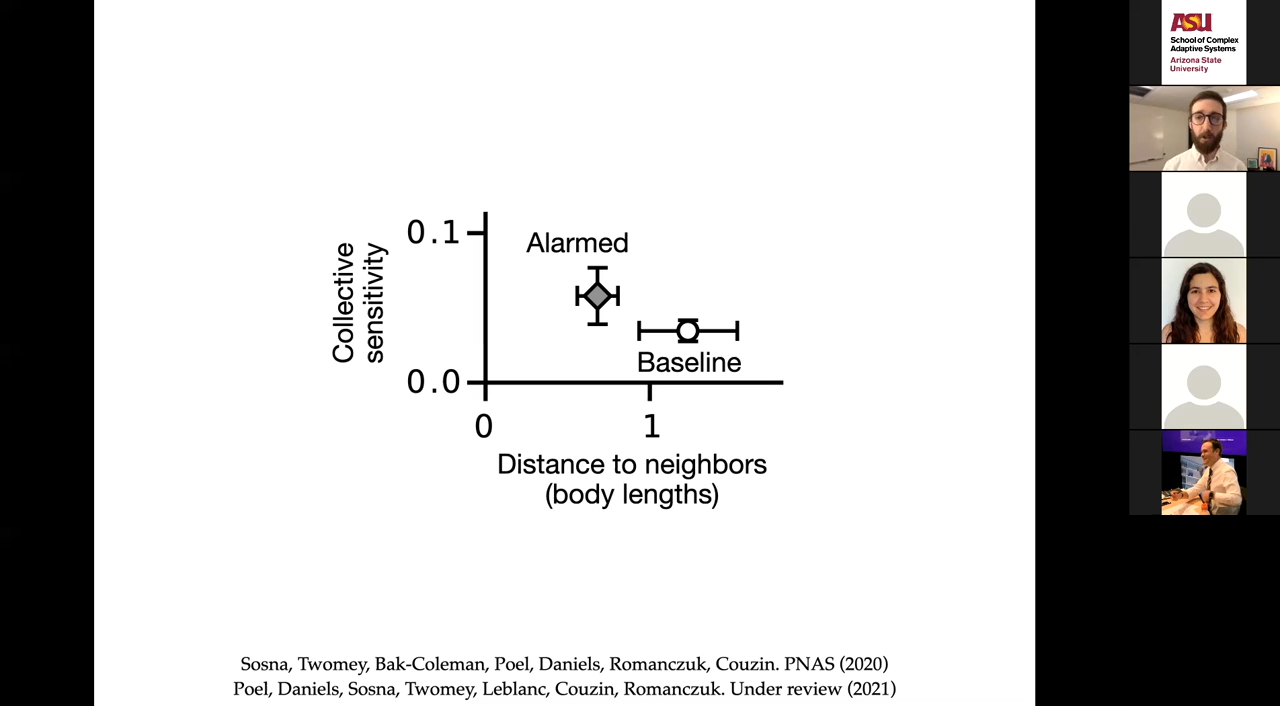 Collective
sensitivity
0.1
0.0
Alarmed
Baseline
0
1
Distance to neighbors
(body lengths)
Sosna, Twomey, Bak-Coleman, Poel, Daniels, Romanczuk, Couzin. PNAS (2020)
Poel, Daniels, Sosna, Twomey, Leblanc, Couzin, Romanczuk. Under review (2021)
ASU
School of Complex
Adaptive Systems
Arizona State
University